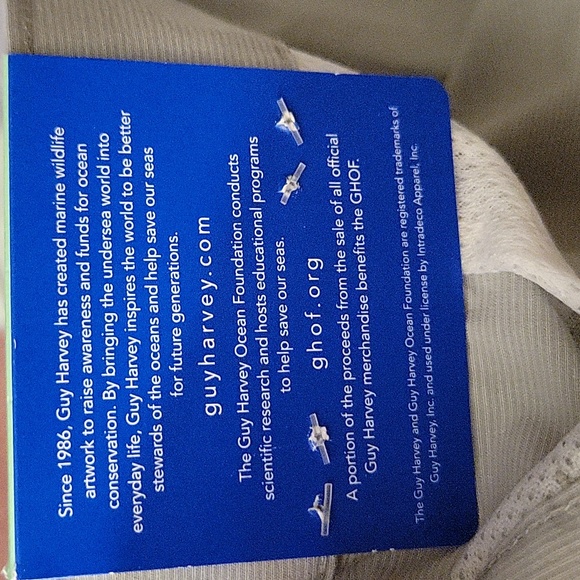 Since 1986, Guy Harvey has created marine wildlife
artwork to raise awareness and funds for ocean
conservation. By bringing the undersea world into
everyday life, Guy Harvey inspires the world to be better
stewards of the oceans and help save our seas
for future generations.
guyharvey.com
The Guy Harvey Ocean Foundation conducts
scientific research and hosts educational programs
to help save our seas.
ghof.org
A portion of the proceeds from the sale of all official
Guy Harvey merchandise benefits the GHOF.
The Guy Harvey and Guy Harvey Ocean Foundation are registered trademarks of
Guy Harvey, Inc. and used under license by Intradeco Apparel, Inc.